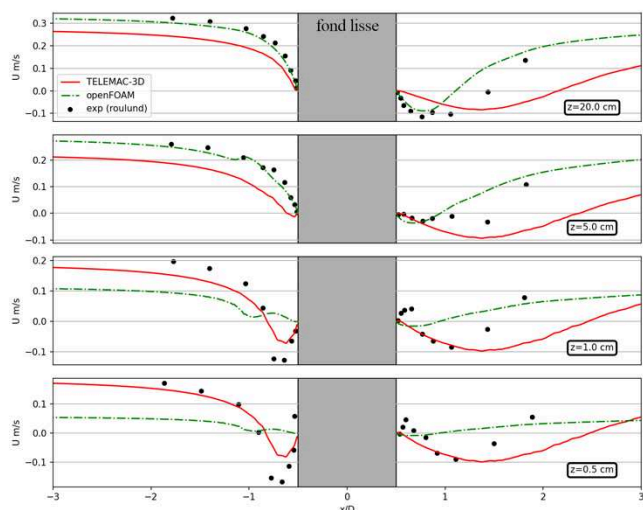 fond lisse
U m/s
0.3
0.2
0.1
0.0
−0.1
TELEMAC-3D
openFOAM
exp (roulund)
z=20.0 cm
U m/s
0.2
0.1
0.0
−0.1
z=5.0 cm
U m/s
0.2
0.1
0.0
−0.1
z=1.0 cm
U m/s
0.1
0.0
−0.1
z=0.5 cm
−3
−2
−1
0
1
2
3
x/D